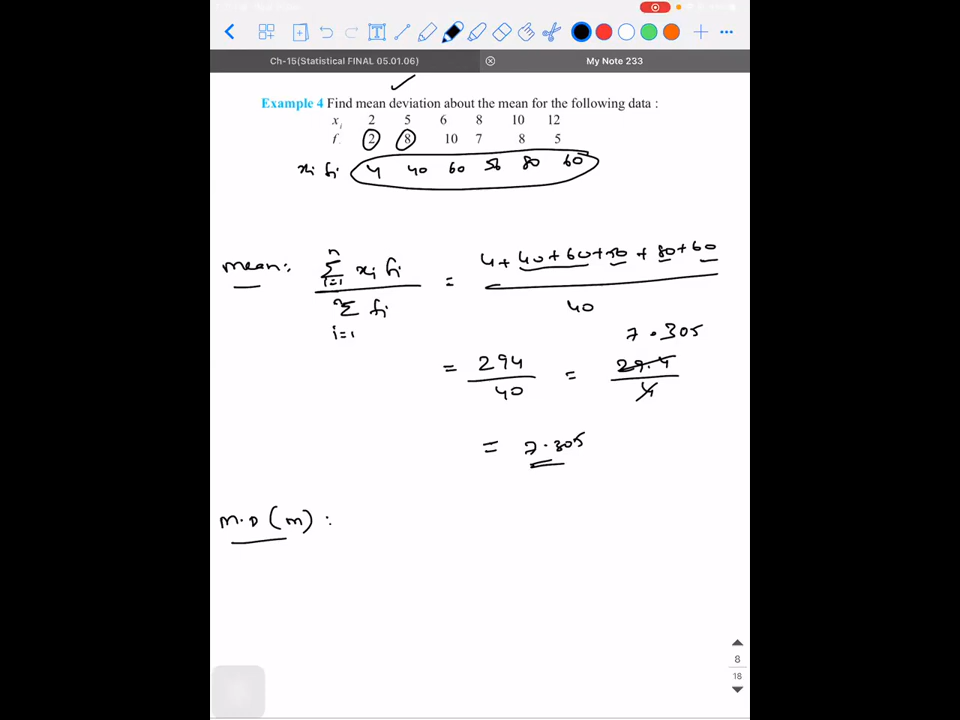 Ch-15(Statistical FINAL 05.01.06)
My Note 233
Example 4 Find mean deviation about the mean for the following data :
xi 2 5 6 8 10 12
f 2 8 10 7 8 5
xi fi 4 40 60 56 80 60
mean: n∑i=1 xi fi / n∑i=1 fi = 4 + 40 + 60 + 50 + 80 + 60 / 40
= 294 / 40 = 29.4 / 4 7.305
= 7.305
M.D (m) :
8
18